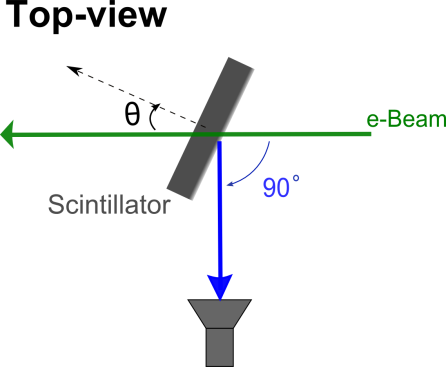 Top-view
θ
e-Beam
90°
Scintillator